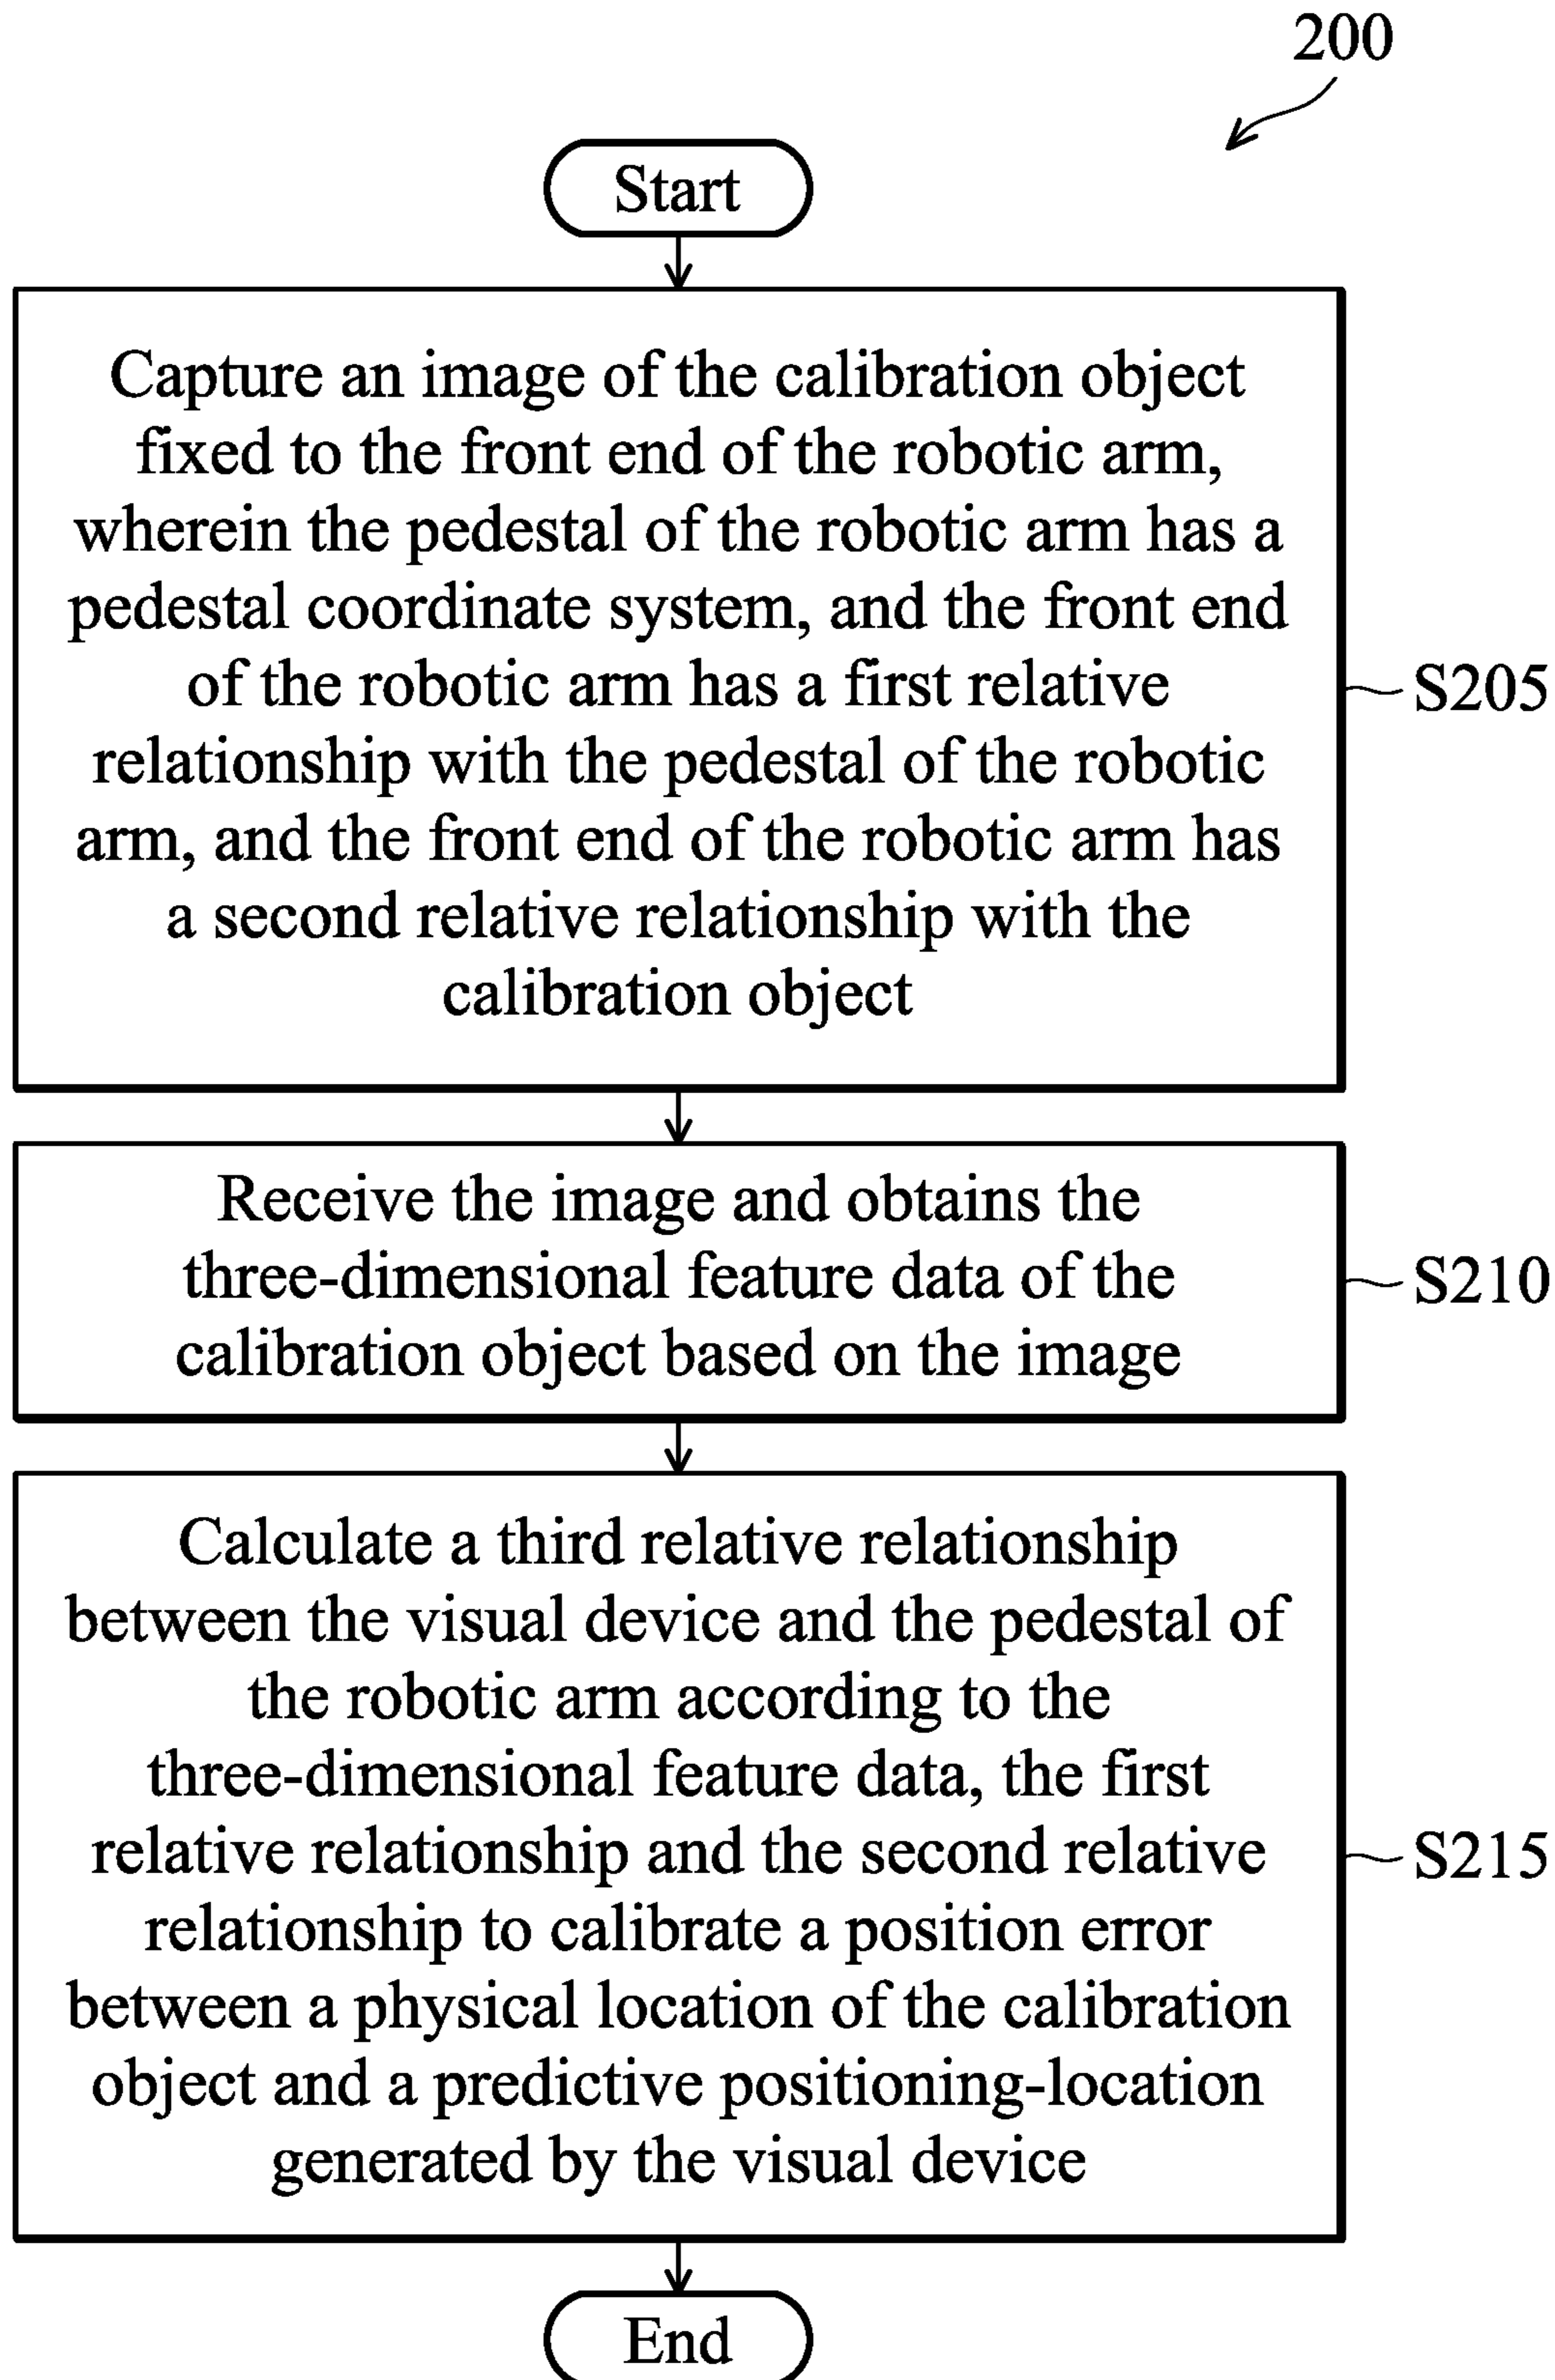 200
Start
Capture an image of the calibration object
fixed to the front end of the robotic arm,
wherein the pedestal of the robotic arm has a
pedestal coordinate system, and the front end
of the robotic arm has a first relative
relationship with the pedestal of the robotic
arm, and the front end of the robotic arm has
a second relative relationship with the
calibration object
S205
Receive the image and obtains the
three-dimensional feature data of the
calibration object based on the image
S210
Calculate a third relative relationship
between the visual device and the pedestal of
the robotic arm according to the
three-dimensional feature data, the first
relative relationship and the second relative
relationship to calibrate a position error
between a physical location of the calibration
object and a predictive positioning-location
generated by the visual device
S215
End